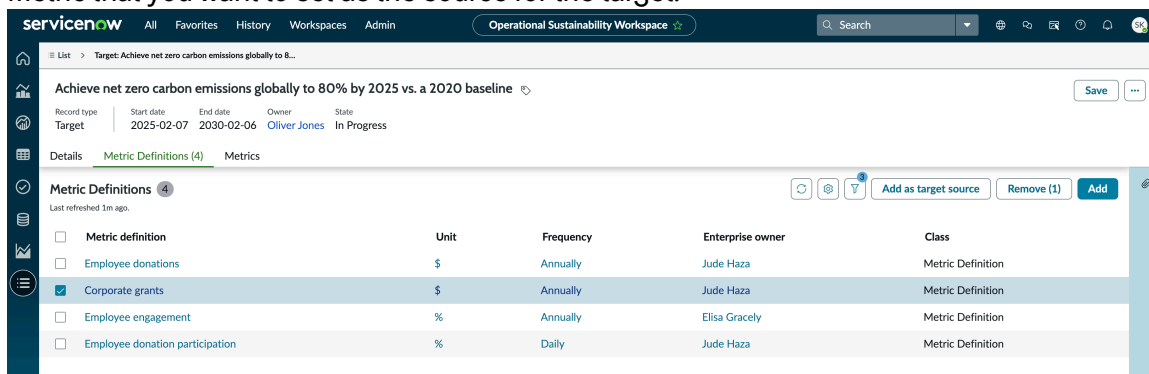 metric that you want to set as the source for the target.
servicenow All Favorites History Workspaces Admin Operational Sustainability Workspace Search SK
List > Target: Achieve net zero carbon emissions globally to 8...
Achieve net zero carbon emissions globally to 80% by 2025 vs. a 2020 baseline Save ...
Record type Start date End date Owner State
Target 2025-02-07 2030-02-06 Oliver Jones In Progress
Details Metric Definitions (4) Metrics
Metric Definitions 4 3 Add as target source Remove (1) Add
Last refreshed 1m ago.
Metric definition Unit Frequency Enterprise owner Class
Employee donations $ Annually Jude Haza Metric Definition
Corporate grants $ Annually Jude Haza Metric Definition
Employee engagement % Annually Elisa Gracely Metric Definition
Employee donation participation % Daily Jude Haza Metric Definition